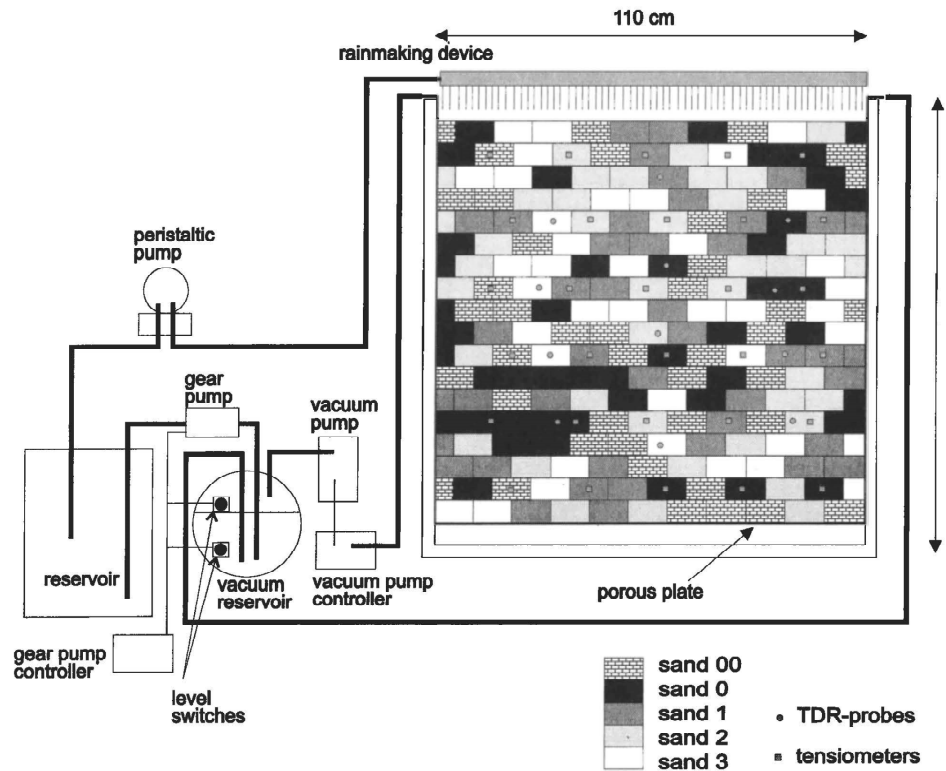 110 cm
rainmaking device
peristaltic
pump
gear
pump
vacuum
pump
reservoir
vacuum
reservoir
vacuum pump
controller
porous plate
gear pump
controller
level
switches
sand 00
sand 0
sand 1
sand 2
sand 3
TDR-probes
tensiometers